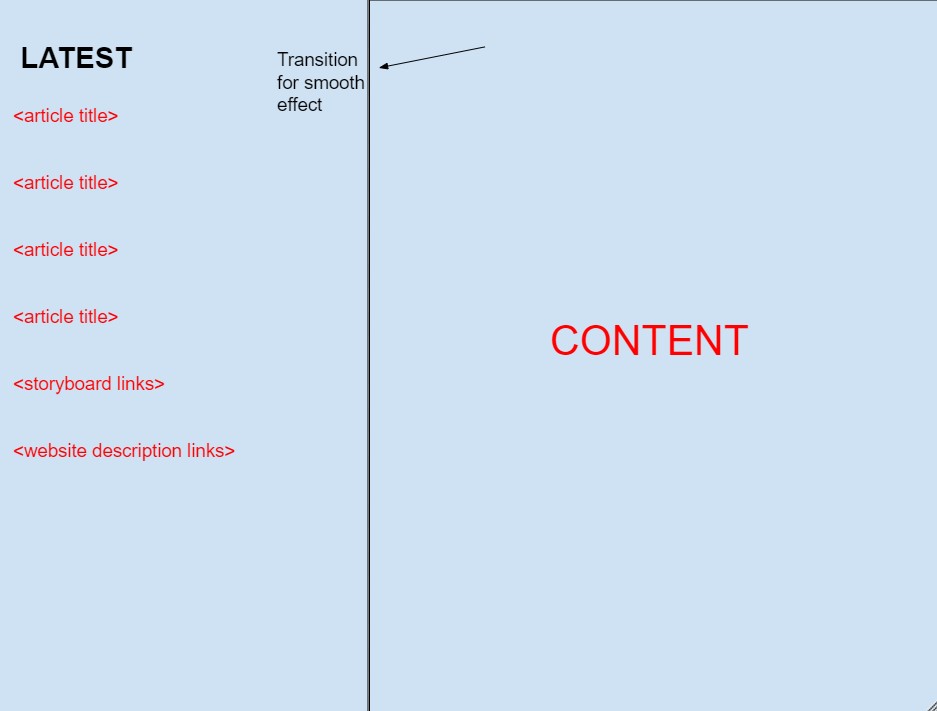 LATEST
Transition
for smooth
effect
<article title>
<article title>
<article title>
<article title>
<storyboard links>
<website description links>
CONTENT